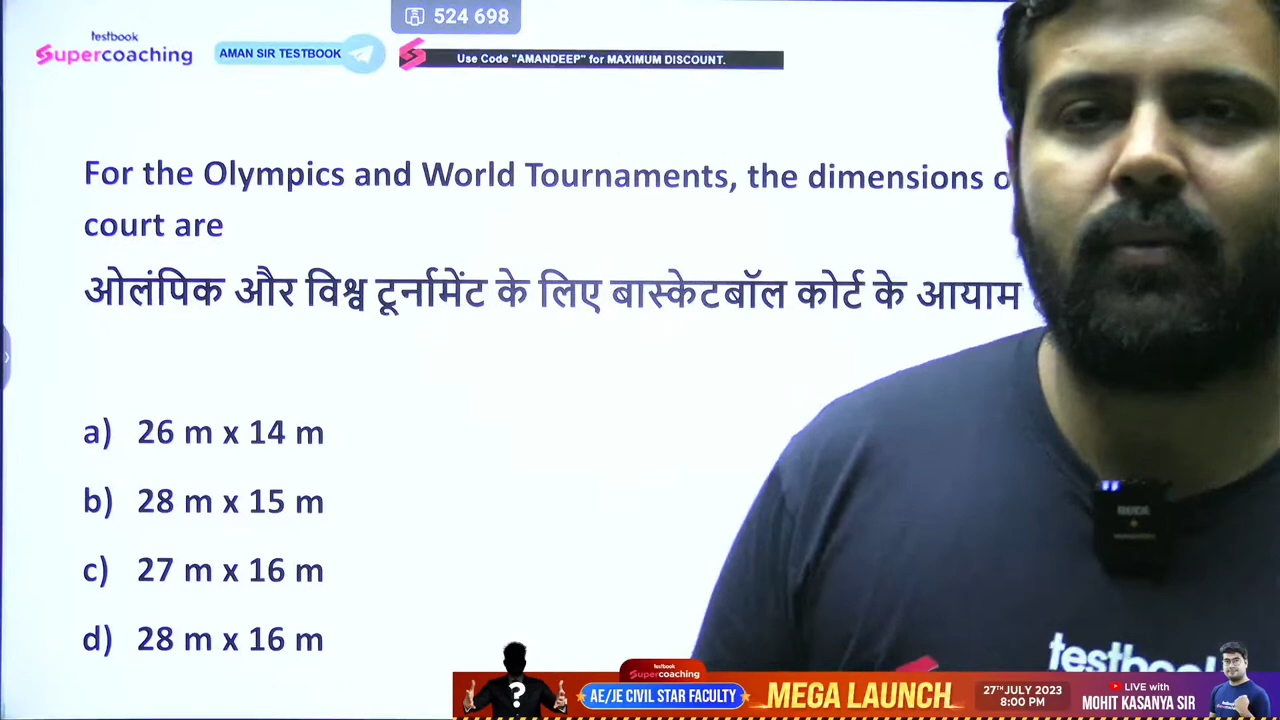 524 698
testbook
Supercoaching
AMAN SIR TESTBOOK
Use Code "AMANDEEP" for MAXIMUM DISCOUNT.
For the Olympics and World Tournaments, the dimensions
court are
ओलंपिक और विश्व टूर्नामेंट के लिए बास्केटबॉल कोर्ट के आयाम
a) 26 m x 14 m
b) 28 m x 15 m
c) 27 m x 16 m
d) 28 m x 16 m
testbook
testbook
Supercoaching
?
AE/JE CIVIL STAR FACULTY
MEGA LAUNCH
27TH JULY 2023
8:00 PM
LIVE with
MOHIT KASANYA SIR